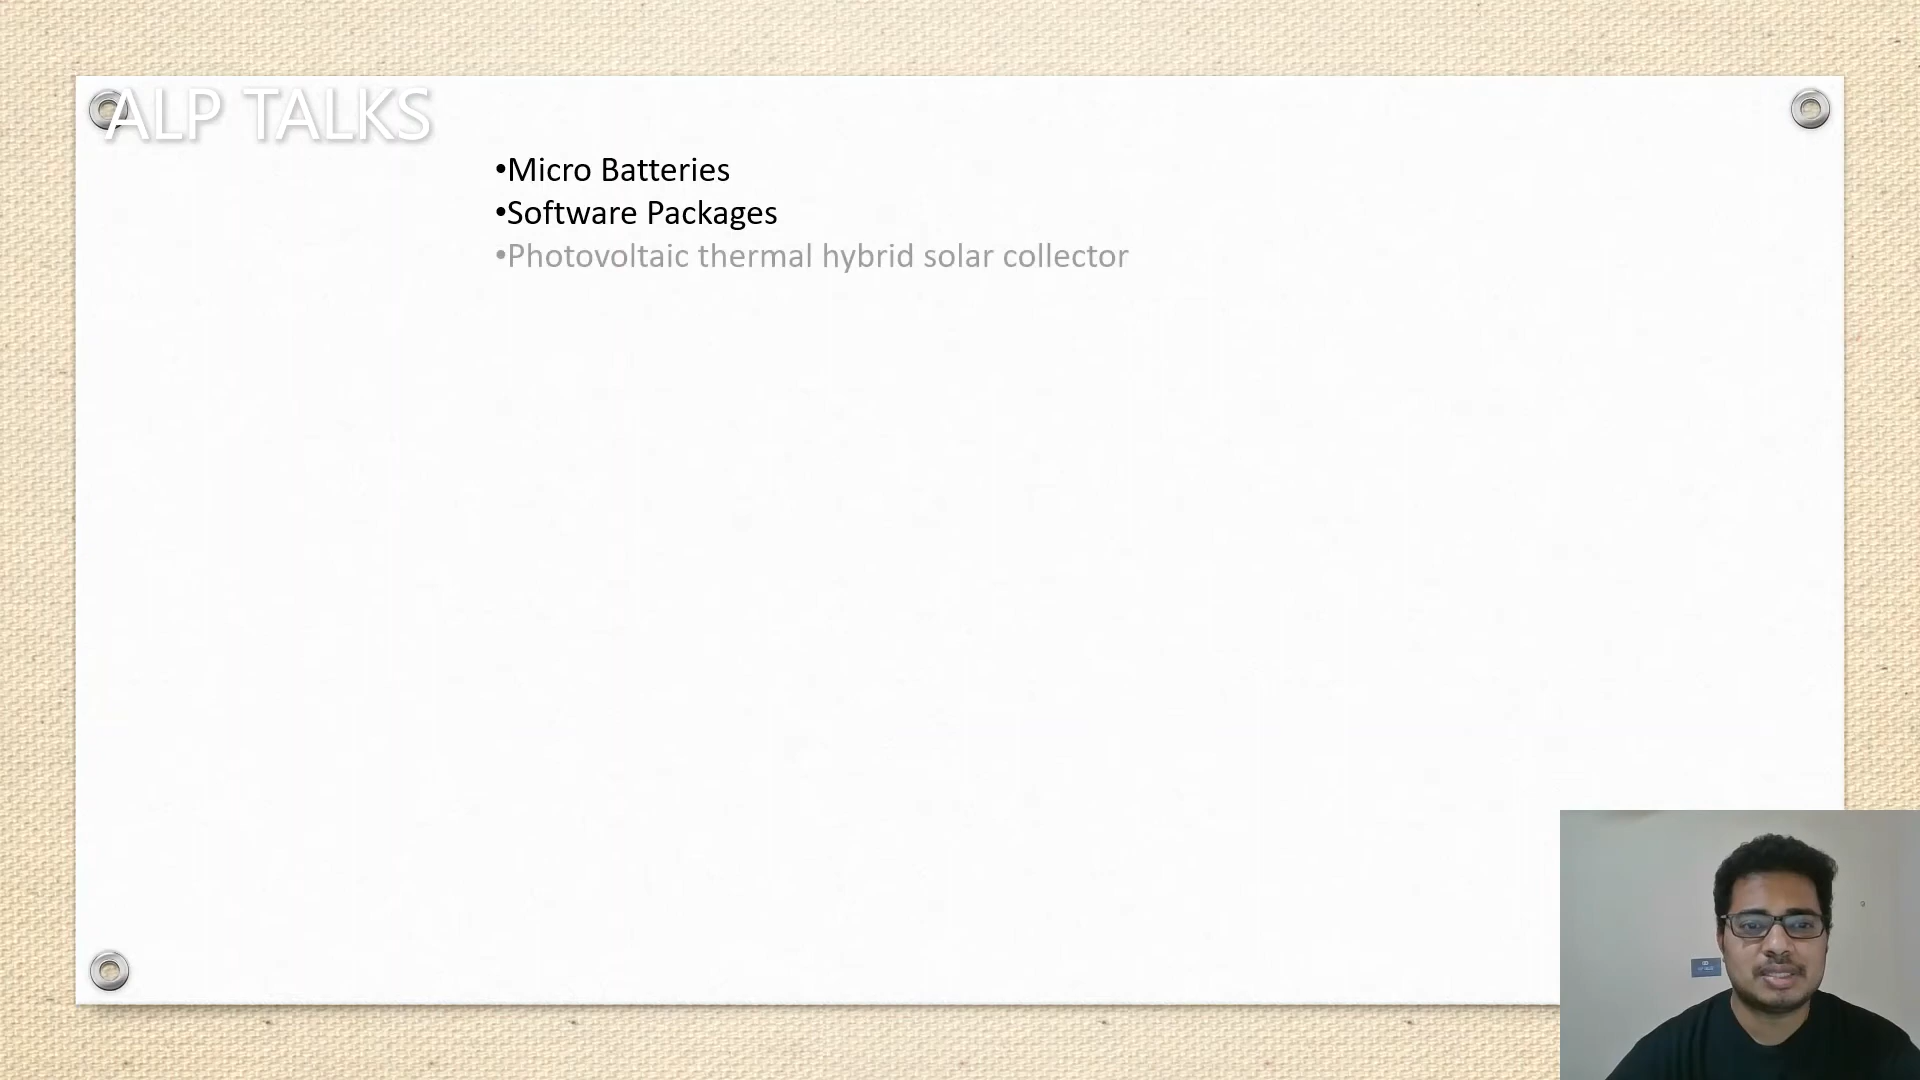 ALP TALKS
•Micro Batteries
•Software Packages
•Photovoltaic thermal hybrid solar collector